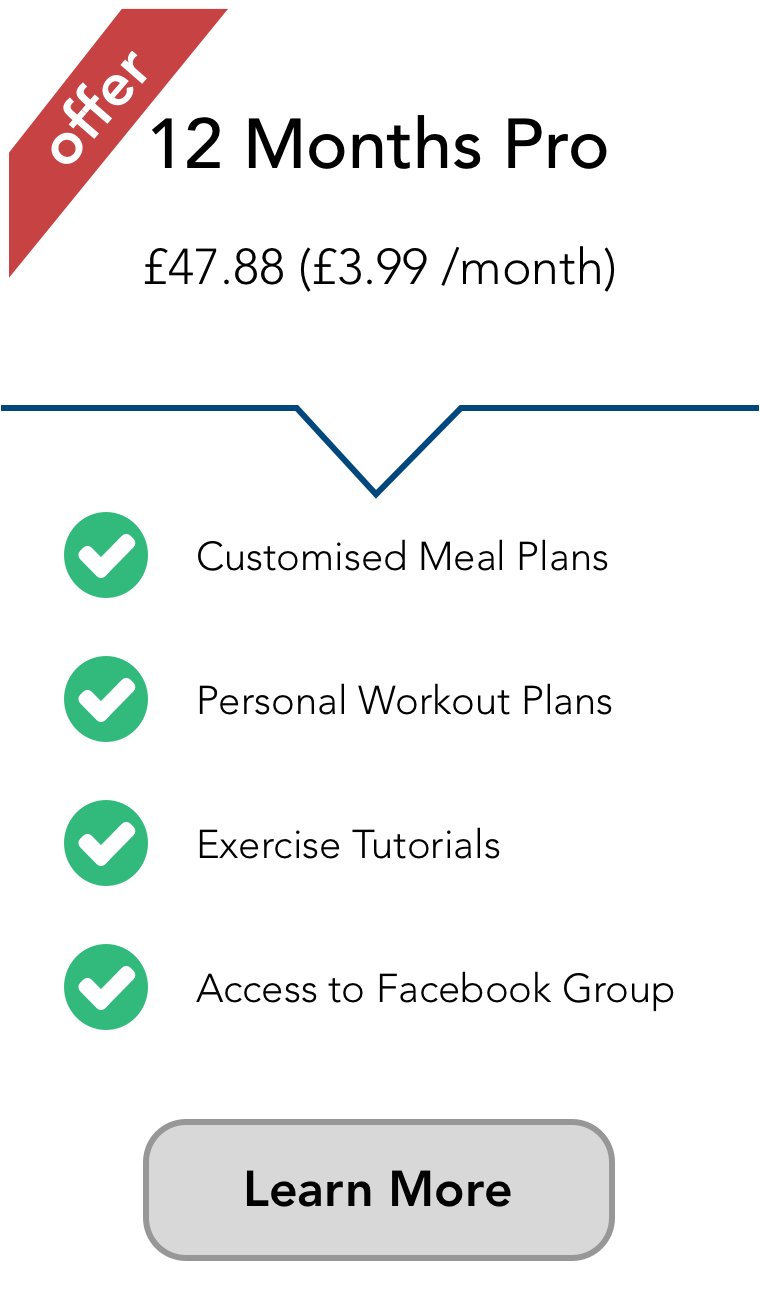 offer
12 Months Pro
£47.88 (£3.99 /month)
Customised Meal Plans
Personal Workout Plans
Exercise Tutorials
Access to Facebook Group
Learn More